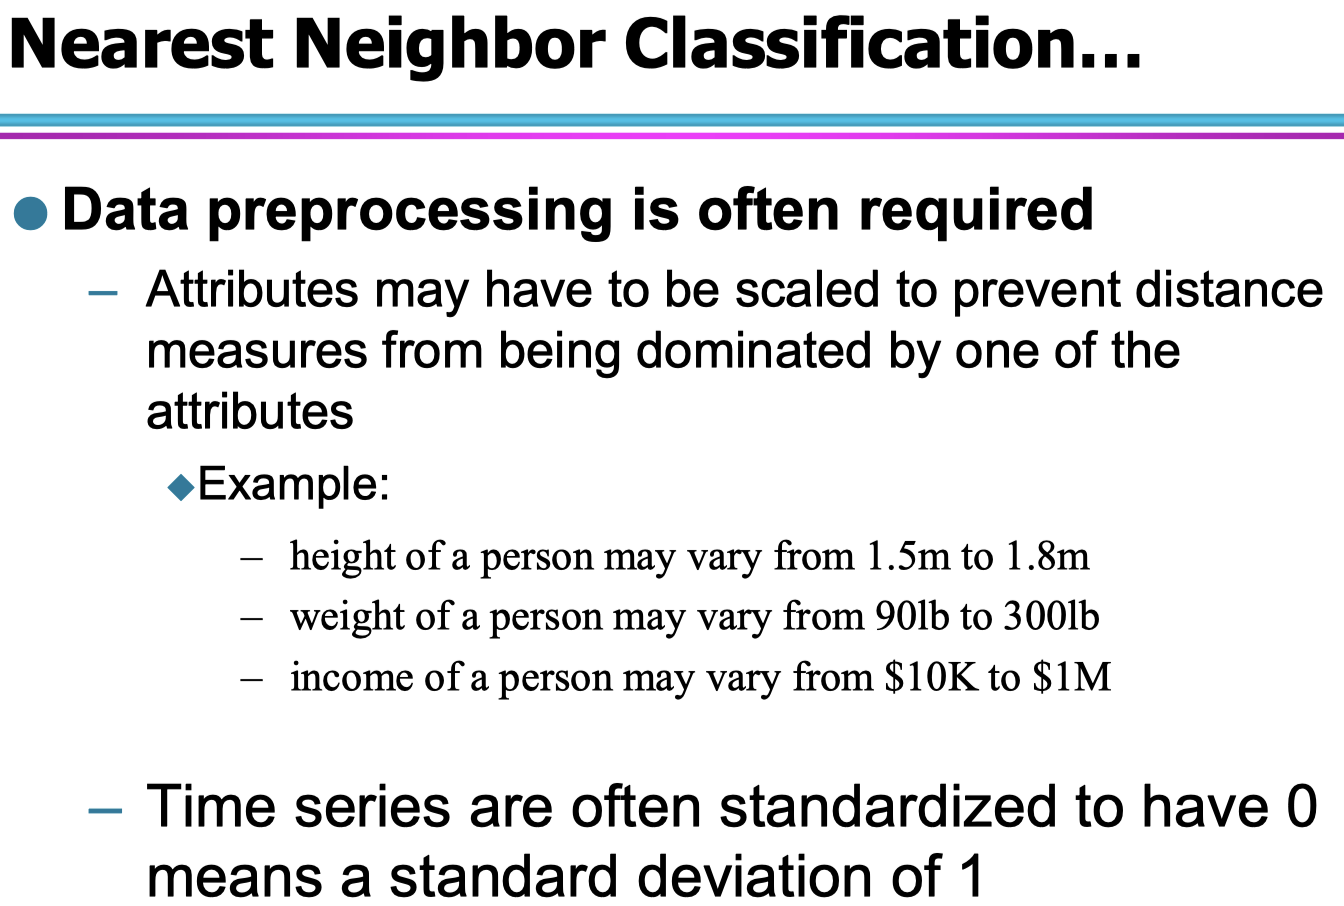 Nearest Neighbor Classification...
Data preprocessing is often required
– Attributes may have to be scaled to prevent distance
measures from being dominated by one of the
attributes
Example:
– height of a person may vary from 1.5m to 1.8m
– weight of a person may vary from 90lb to 300lb
– income of a person may vary from $10K to $1M
– Time series are often standardized to have 0
means a standard deviation of 1